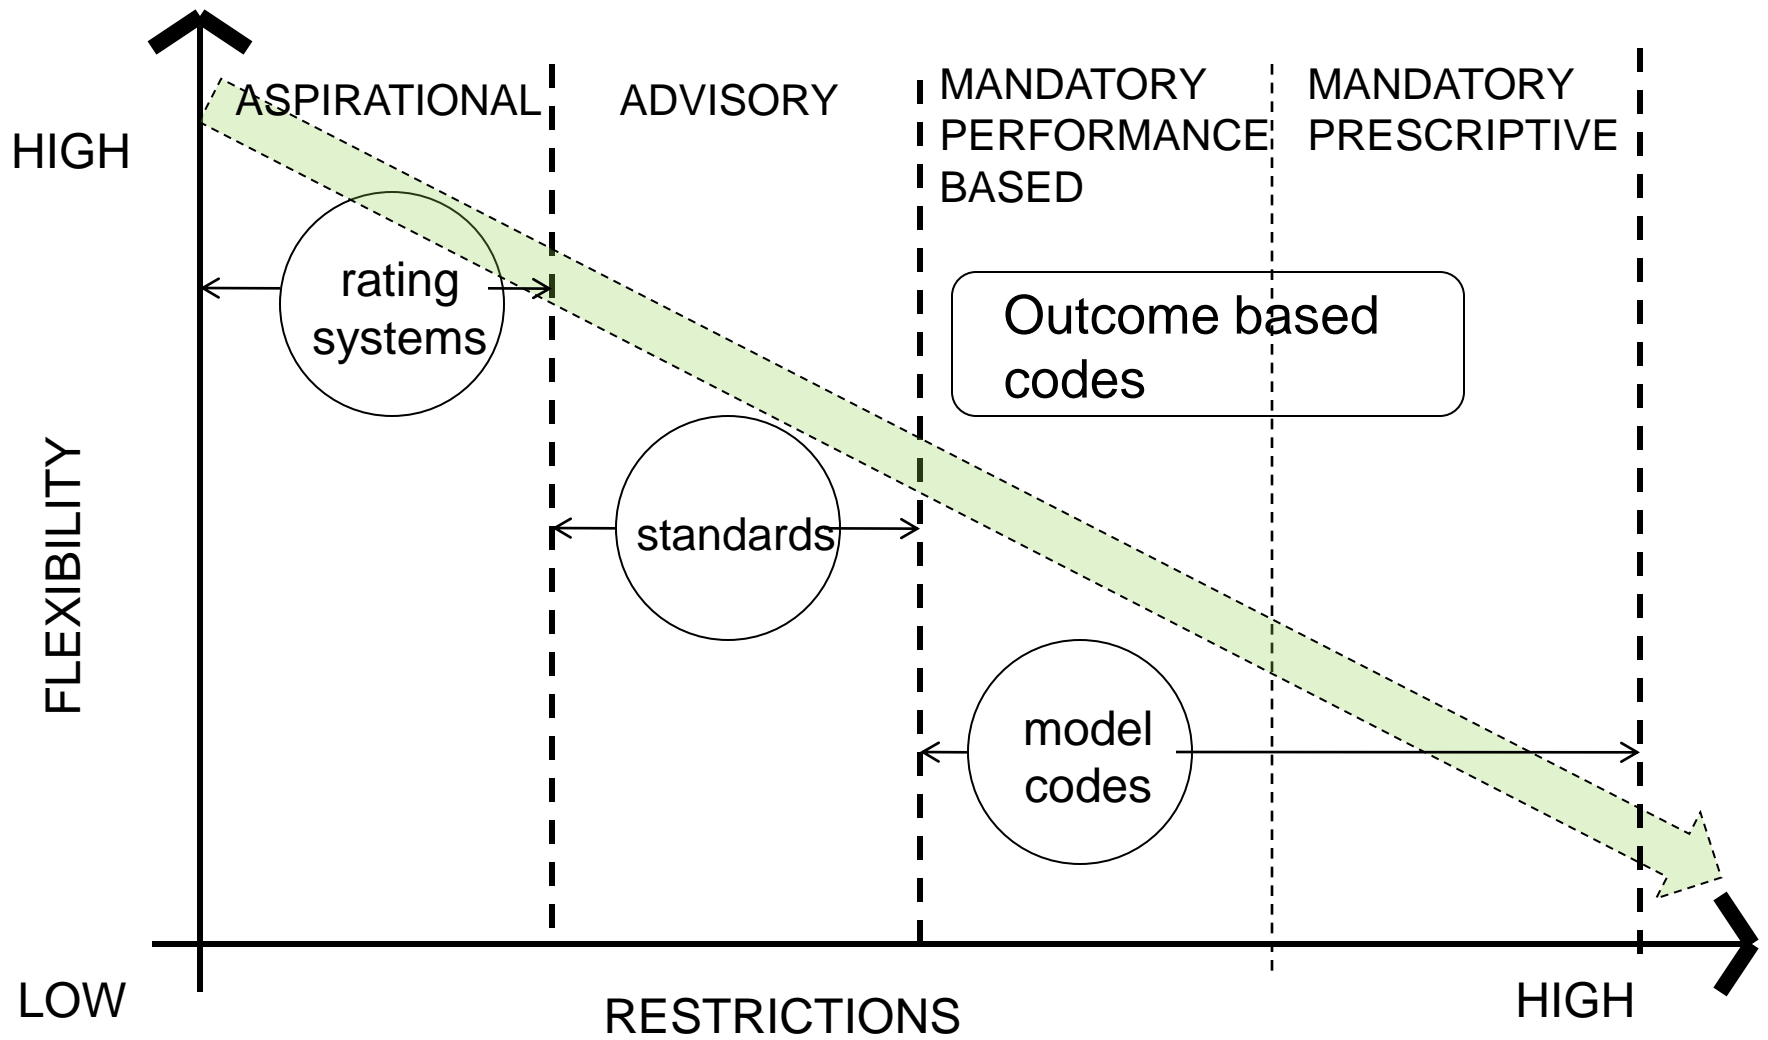 ASPIRATIONAL
ADVISORY
MANDATORY
PERFORMANCE
BASED
MANDATORY
PRESCRIPTIVE
HIGH
rating
systems
Outcome based
codes
FLEXIBILITY
standards
model
codes
LOW
RESTRICTIONS
HIGH